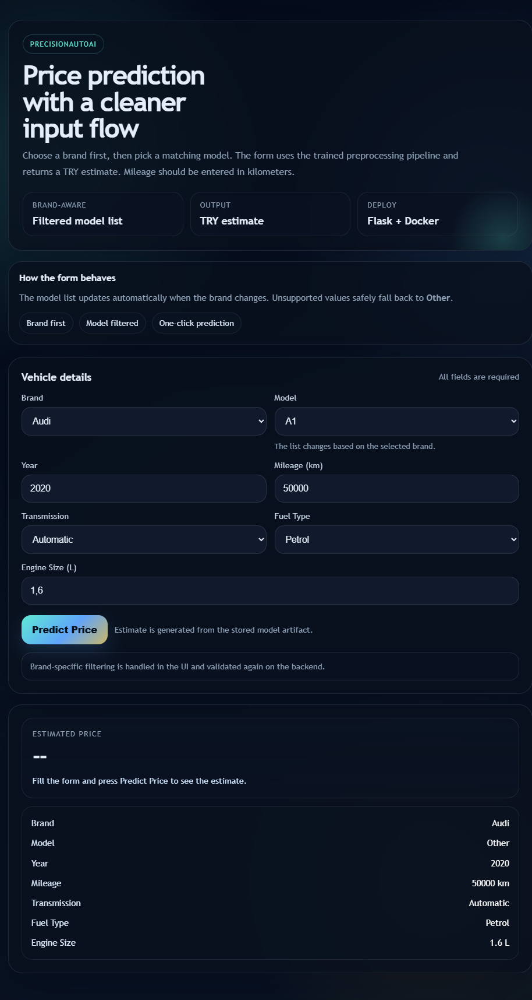 PRECISIONAUTOAI
Price prediction
with a cleaner
input flow
Choose a brand first, then pick a matching model. The form uses the trained preprocessing pipeline and
returns a TRY estimate. Mileage should be entered in kilometers.
BRAND-AWARE
Filtered model list
OUTPUT
TRY estimate
DEPLOY
Flask + Docker
How the form behaves
The model list updates automatically when the brand changes. Unsupported values safely fall back to Other.
Brand first
Model filtered
One-click prediction
Vehicle details
All fields are required
Brand
Audi
Model
A1
The list changes based on the selected brand.
Year
2020
Mileage (km)
50000
Transmission
Automatic
Fuel Type
Petrol
Engine Size (L)
1,6
Predict Price
Estimate is generated from the stored model artifact.
Brand-specific filtering is handled in the UI and validated again on the backend.
ESTIMATED PRICE
--
Fill the form and press Predict Price to see the estimate.
Brand Audi
Model Other
Year 2020
Mileage 50000 km
Transmission Automatic
Fuel Type Petrol
Engine Size 1.6 L